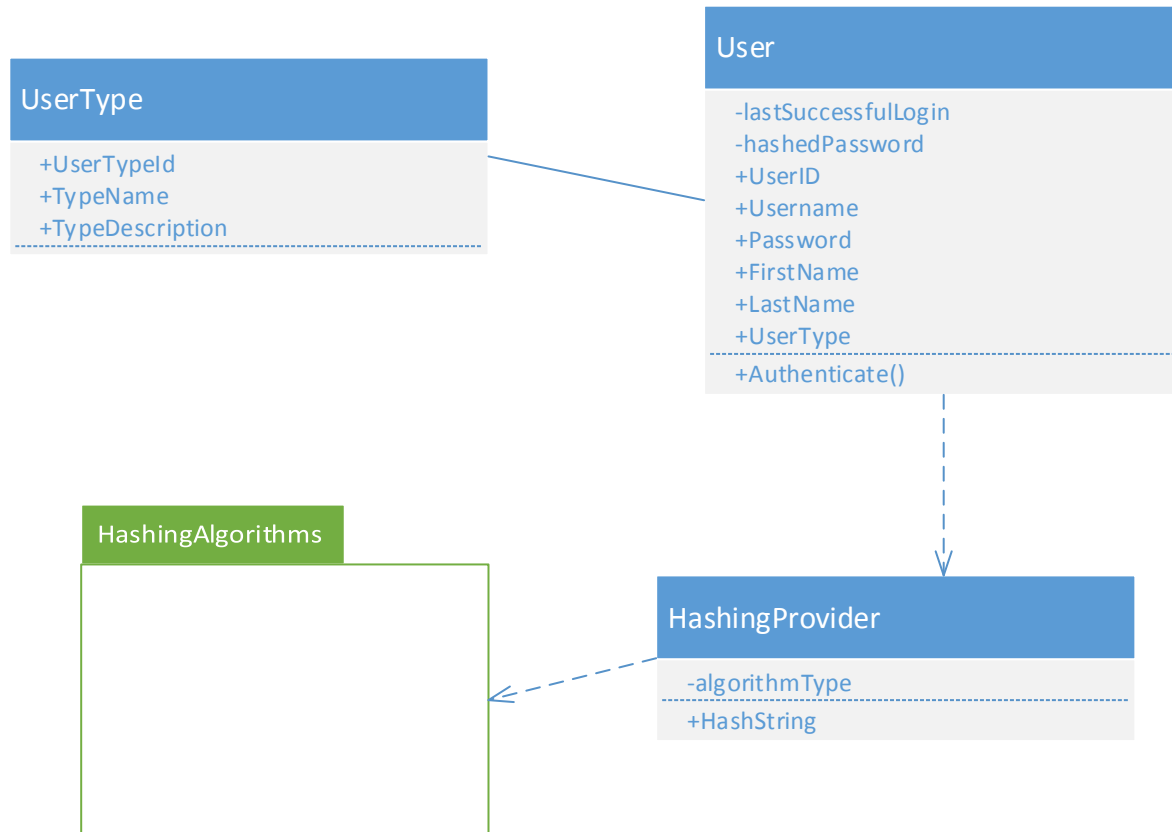 UserType
+UserTypeId
+TypeName
+TypeDescription
User
-lastSuccessfulLogin
-hashedPassword
+UserID
+Username
+Password
+FirstName
+LastName
+UserType
+Authenticate()
HashingAlgorithms
HashingProvider
-algorithmType
+HashString